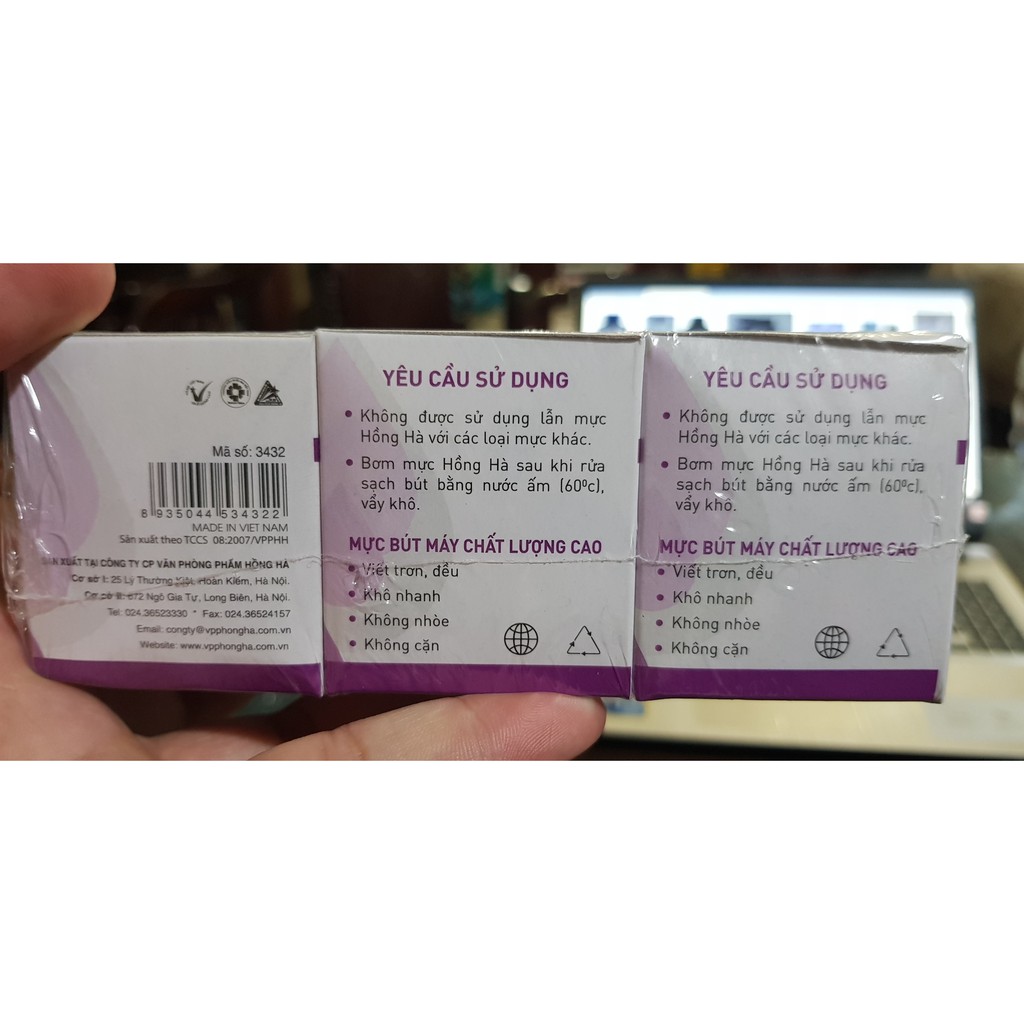 Mã số: 3432
8 935044 534322
MADE IN VIET NAM
Sản xuất theo TCCS 08:2007/VPPHH
XUẤT TẠI CÔNG TY CP VĂN PHÒNG PHẨM HỒNG HÀ
Cơ sở I: 25 Lý Thường Kiệt, Hoàn Kiếm, Hà Nội.
Cơ sở II: 672 Ngô Gia Tự, Long Biên, Hà Nội.
Tel: 024.36523330 * Fax: 024.36524157
Email: congty@vpphongha.com.vn
Website: www.vpphongha.com.vn
YÊU CẦU SỬ DỤNG
• Không được sử dụng lẫn mực
Hồng Hà với các loại mực khác.
• Bơm mực Hồng Hà sau khi rửa
sạch bút bằng nước ấm (60⁰c),
vẩy khô.
MỰC BÚT MÁY CHẤT LƯỢNG CAO
• Viết trơn, đều
• Khô nhanh
• Không nhòe
• Không cặn
YÊU CẦU SỬ DỤNG
• Không được sử dụng lẫn mực
Hồng Hà với các loại mực khác.
• Bơm mực Hồng Hà sau khi rửa
sạch bút bằng nước ấm (60⁰c),
vẩy khô.
MỰC BÚT MÁY CHẤT LƯỢNG CAO
• Viết trơn, đều
• Khô nhanh
• Không nhòe
• Không cặn